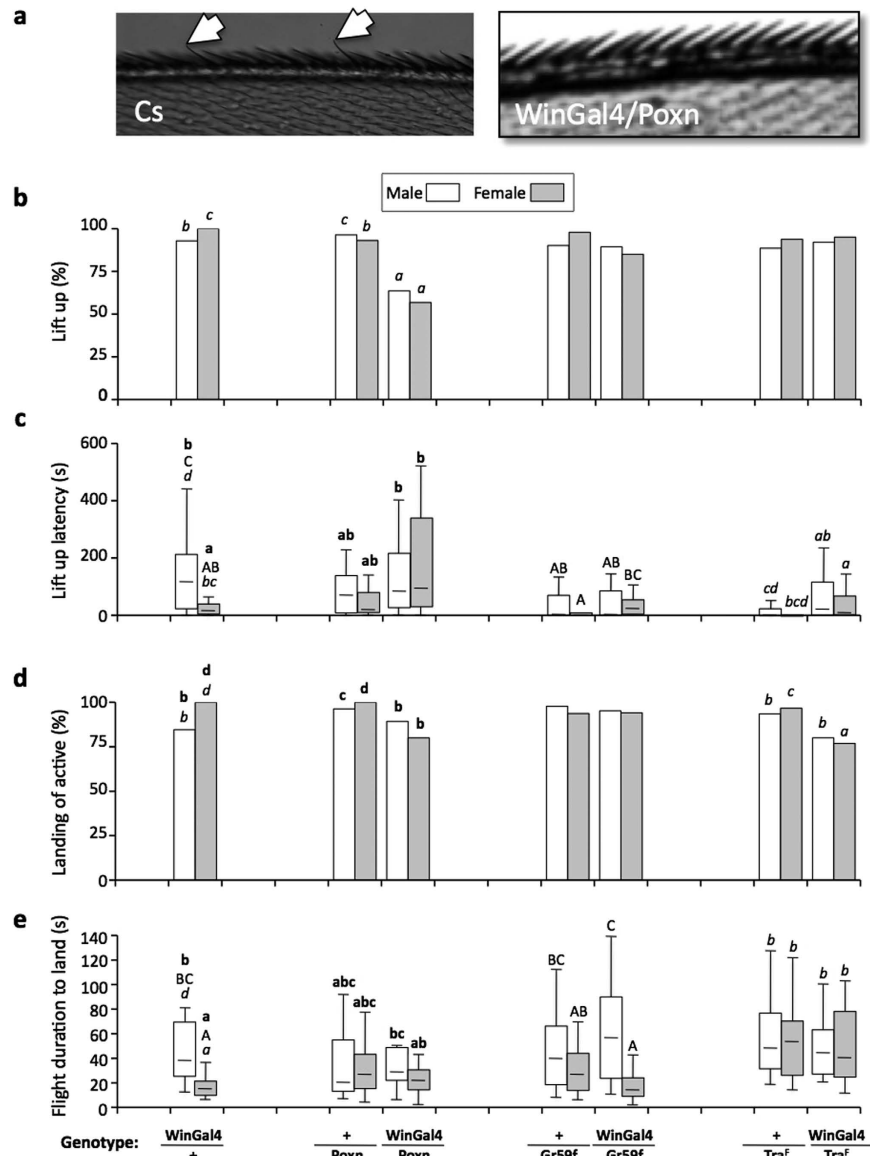 a
Cs
WinGal4/Poxn
Male Female
b
Lift up (%)
100
75
50
25
0
b c
c b
a a
c
Lift up latency (s)
600
400
200
0
b
C
d
a
AB
bc
ab ab
b b
AB A
AB BC
cd bcd
ab a
d
Landing of active (%)
100
75
50
25
0
b
b
d
d
c d
b b
b c
b a
e
Flight duration to land (s)
140
120
100
80
60
40
20
0
b
BC
d
a
A
a
abc abc
bc ab
BC AB
C A
b b
b b
Genotype:
WinGal4
+
+ WinGal4
Poxn Poxn
+ WinGal4
Gr59f Gr59f
+ WinGal4
Traᶠ Traᶠ